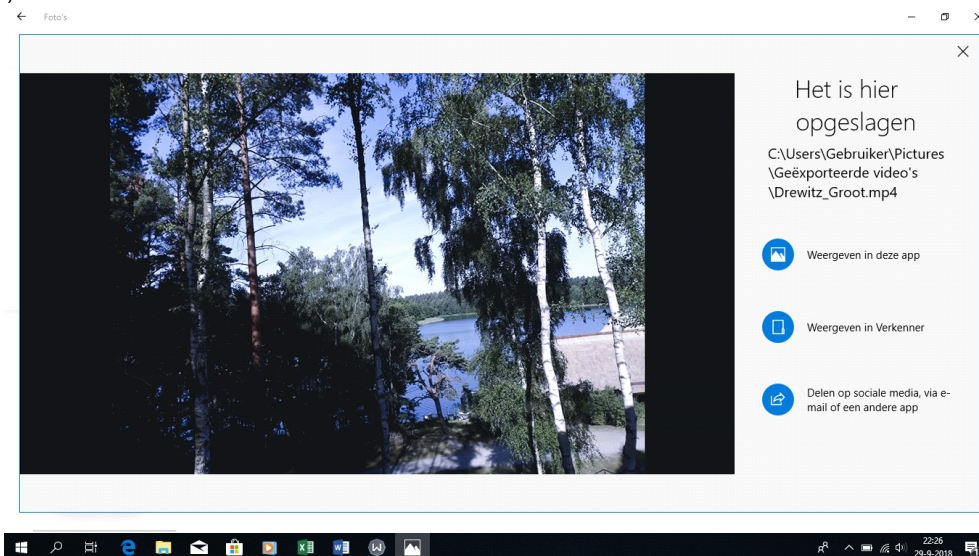 Foto's
Het is hier
opgeslagen
C:\Users\Gebruiker\Pictures
\Geëxporteerde video's
\Drewitz_Groot.mp4
Weergeven in deze app
Weergeven in Verkenner
Delen op sociale media, via e-
mail of een andere app
22:26
29-9-2018